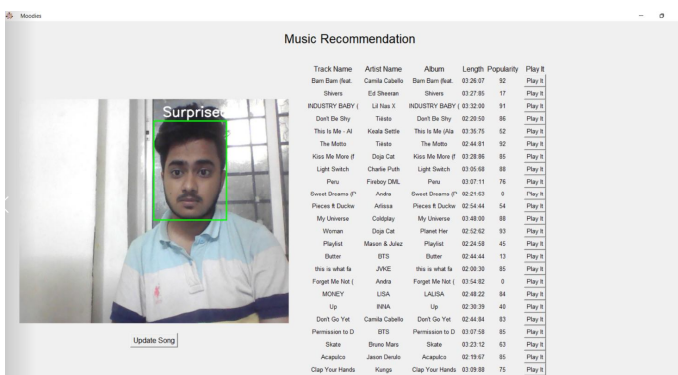 Moodies
Music Recommendation
Track Name Artist Name Album Length Popularity Play It
Bam Bam (feat. Camila Cabello Bam Bam (feat. 03:26:07 92 Play It
Shivers Ed Sheeran Shivers 03:27:85 17 Play It
INDUSTRY BABY ( Lil Nas X INDUSTRY BABY ( 03:32:00 91 Play It
Don't Be Shy Tiësto Don't Be Shy 02:20:50 86 Play It
This Is Me - Al Keala Settle This Is Me (Ala 03:35:75 52 Play It
The Motto Tiësto The Motto 02:44:81 92 Play It
Kiss Me More (f Doja Cat Kiss Me More (f 03:28:86 85 Play It
Light Switch Charlie Puth Light Switch 03:05:68 88 Play It
Peru Fireboy DML Peru 03:07:11 76 Play It
Sweet Dreams (P Andra Sweet Dreams (P 02:21:63 0 Play It
Pieces ft Duckw Arlissa Pieces ft Duckw 02:54:44 54 Play It
My Universe Coldplay My Universe 03:48:00 88 Play It
Woman Doja Cat Planet Her 02:52:62 93 Play It
Playlist Mason & Julez Playlist 02:24:58 45 Play It
Butter BTS Butter 02:44:44 13 Play It
this is what fa JVKE this is what fa 02:00:30 85 Play It
Forget Me Not ( Andra Forget Me Not ( 03:54:82 0 Play It
MONEY LISA LALISA 02:48:22 84 Play It
Up INNA Up 02:30:39 40 Play It
Don't Go Yet Camila Cabello Don't Go Yet 02:44:84 83 Play It
Permission to D BTS Permission to D 03:07:58 85 Play It
Skate Bruno Mars Skate 03:23:12 63 Play It
Acapulco Jason Derulo Acapulco 02:19:67 85 Play It
Clap Your Hands Kungs Clap Your Hands 03:09:88 75 Play It
Surprised
Update Song